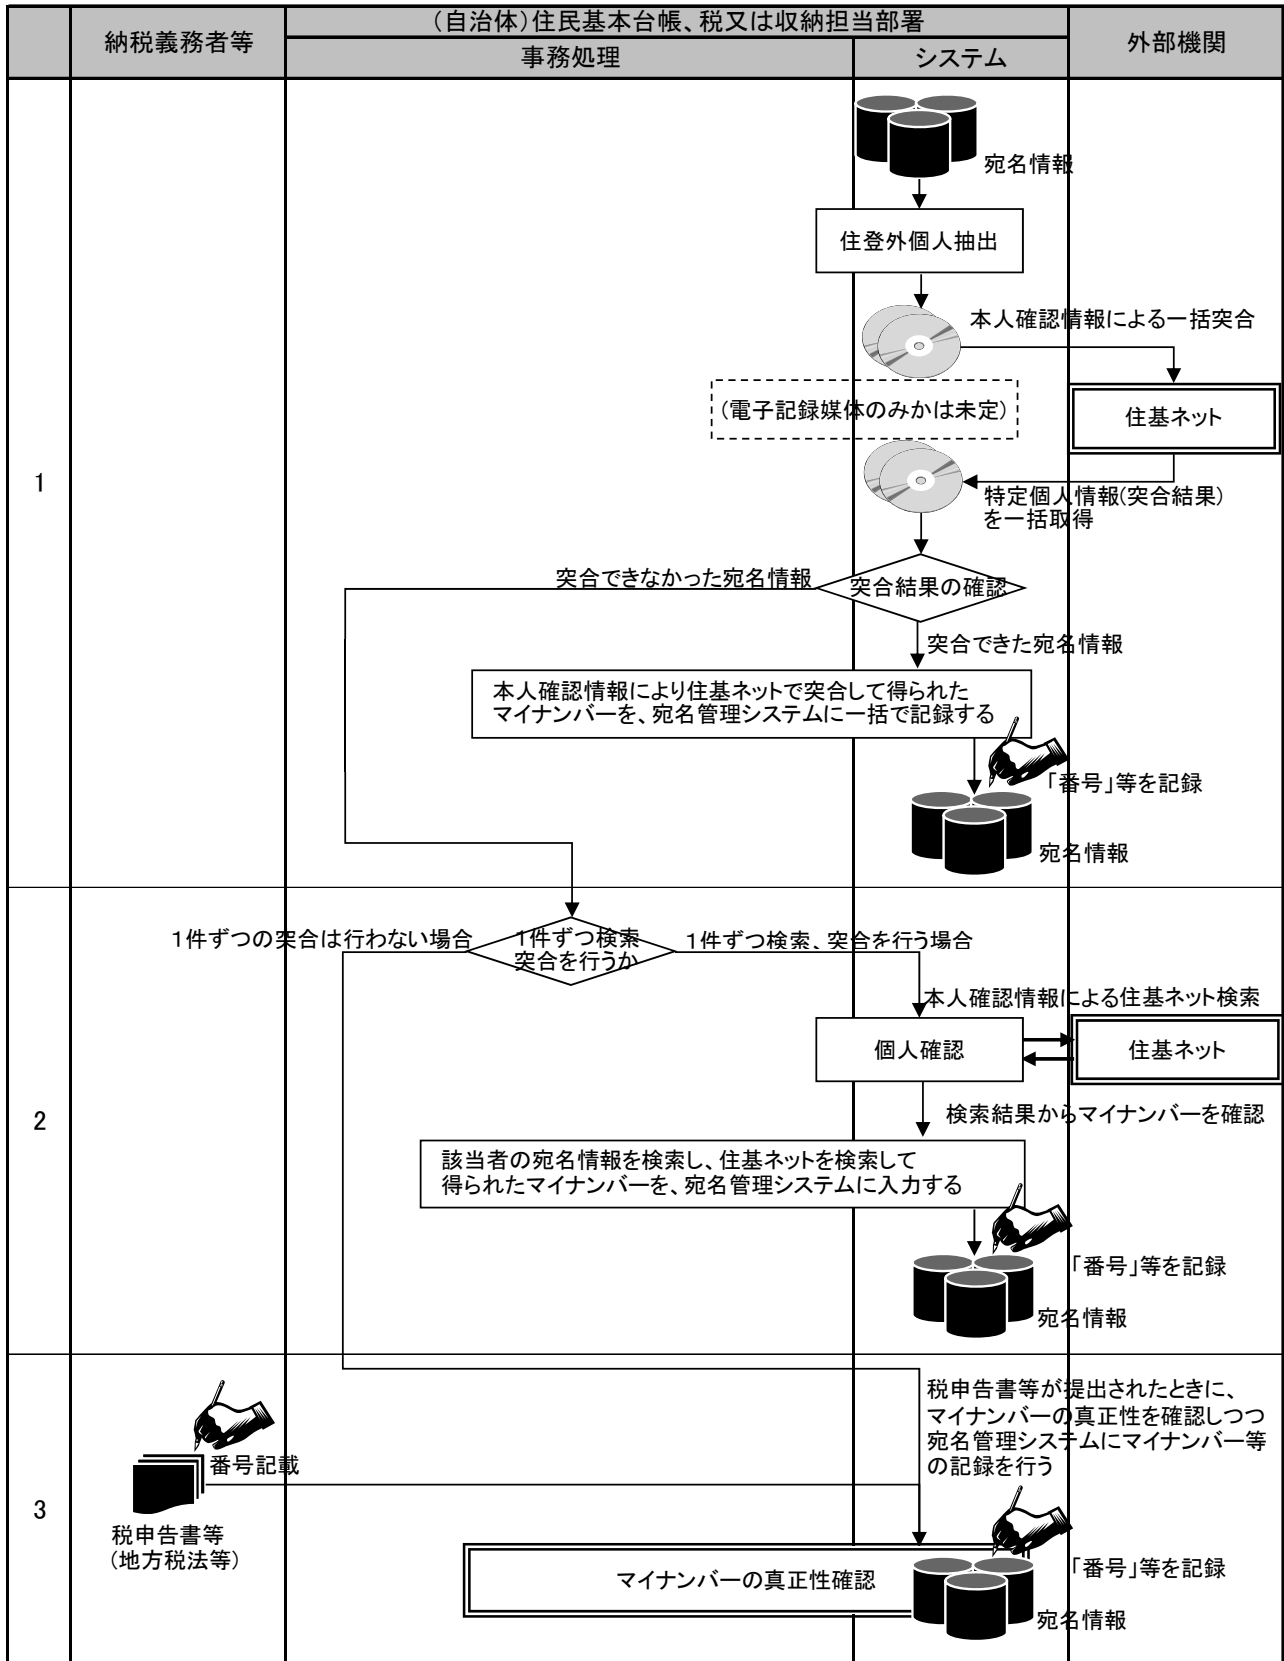 納税義務者等
(自治体)住民基本台帳、税又は収納担当部署
事務処理
システム
外部機関
1
宛名情報
住登外個人抽出
本人確認情報による一括突合
(電子記録媒体のみかは未定)
住基ネット
特定個人情報(突合結果)
を一括取得
突合できなかった宛名情報
突合結果の確認
突合できた宛名情報
本人確認情報により住基ネットで突合して得られた
マイナンバーを、宛名管理システムに一括で記録する
「番号」等を記録
宛名情報
2
1件ずつの突合は行わない場合
1件ずつ検索
突合を行うか
1件ずつ検索、突合を行う場合
本人確認情報による住基ネット検索
個人確認
住基ネット
検索結果からマイナンバーを確認
該当者の宛名情報を検索し、住基ネットを検索して
得られたマイナンバーを、宛名管理システムに入力する
「番号」等を記録
宛名情報
3
税申告書等が提出されたときに、
マイナンバーの真正性を確認しつつ
宛名管理システムにマイナンバー等
の記録を行う
番号記載
税申告書等
(地方税法等)
マイナンバーの真正性確認
「番号」等を記録
宛名情報